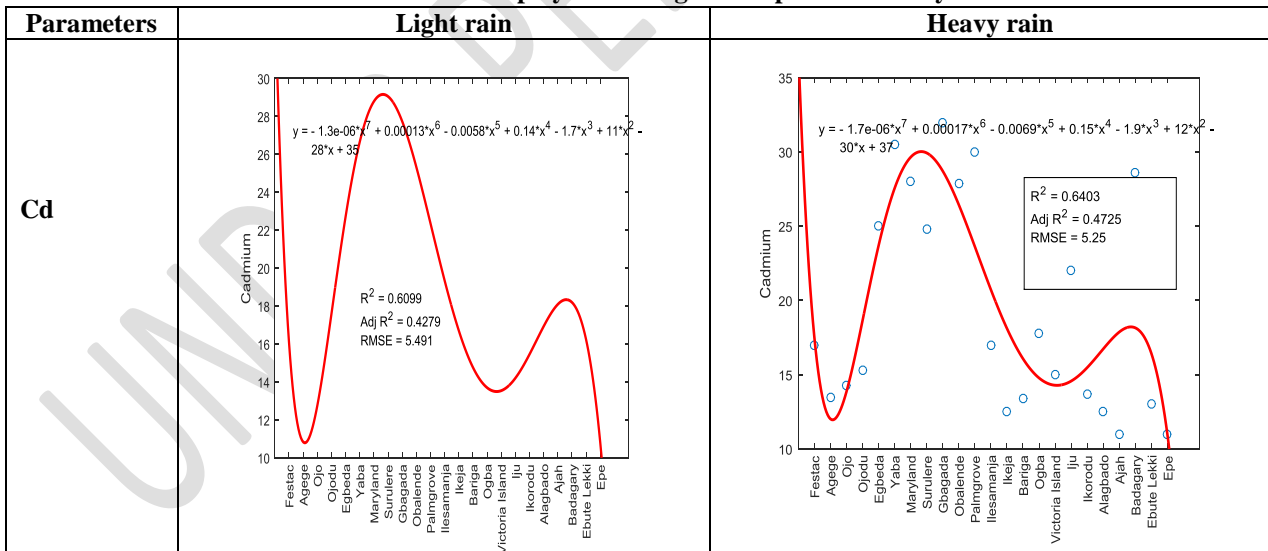 Parameters
Light rain
Heavy rain
Cd
30
28
26
24
22
20
18
16
14
12
10
Cadmium
y = - 1.3e-06*x^7 + 0.00013*x^6 - 0.0058*x^5 + 0.14*x^4 - 1.7*x^3 + 11*x^2 -
28*x + 35
R^2 = 0.6099
Adj R^2 = 0.4279
RMSE = 5.491
Festac
Agege
Ojo
Ojodu
Egbeda
Yaba
Maryland
Surulere
Gbagada
Obalende
Palmgrove
Ilesamanja
Ikeja
Bariga
Ogba
Victoria Island
Iju
Ikorodu
Alagbado
Ajah
Badagary
Ebute Lekki
Epe
35
30
25
20
15
10
Cadmium
y = - 1.7e-06*x^7 + 0.00017*x^6 - 0.0069*x^5 + 0.15*x^4 - 1.9*x^3 + 12*x^2 -
30*x + 37
R^2 = 0.6403
Adj R^2 = 0.4725
RMSE = 5.25
Festac
Agege
Ojo
Ojodu
Egbeda
Yaba
Maryland
Surulere
Gbagada
Obalende
Palmgrove
Ilesamanja
Ikeja
Bariga
Ogba
Victoria Island
Iju
Ikorodu
Alagbado
Ajah
Badagary
Ebute Lekki
Epe